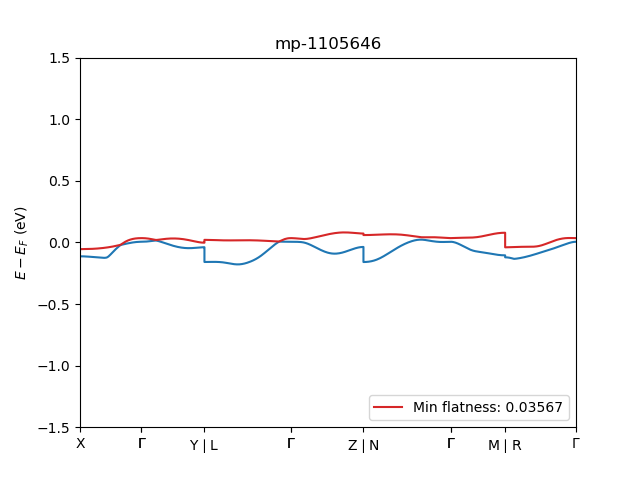 mp-1105646
E − E_F (eV)
1.5
1.0
0.5
0.0
−0.5
−1.0
−1.5
Min flatness: 0.03567
X Γ Y | L Γ Z | N Γ M | R Γ